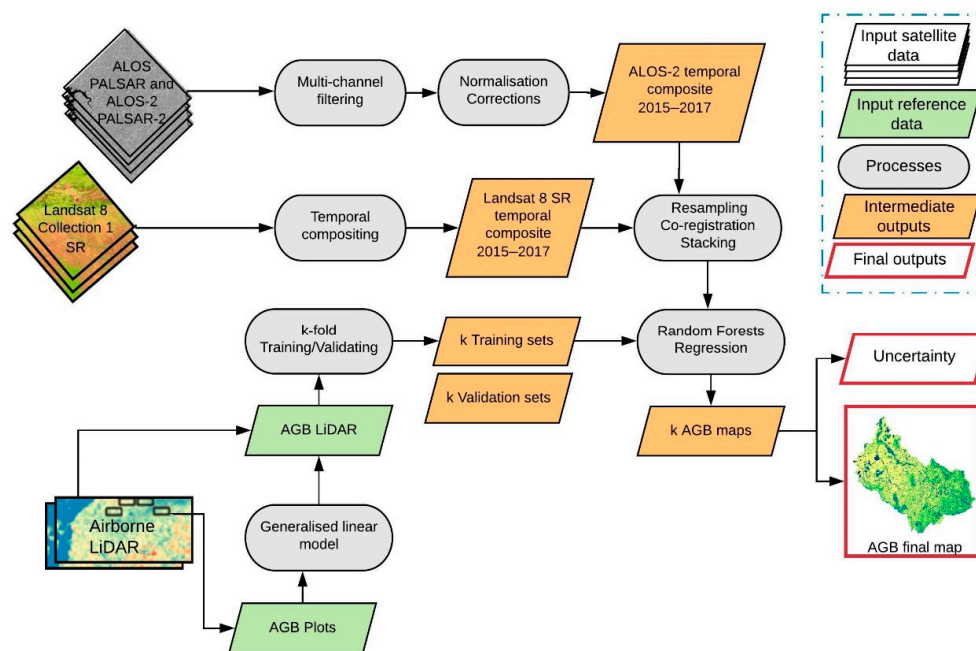 ALOS
PALSAR and
ALOS-2
PALSAR-2
Multi-channel
filtering
Normalisation
Corrections
ALOS-2 temporal
composite
2015–2017
Input satellite
data
Input reference
data
Processes
Intermediate
outputs
Final outputs
Landsat 8
Collection 1
SR
Temporal
compositing
Landsat 8 SR
temporal
composite
2015–2017
Resampling
Co-registration
Stacking
k-fold
Training/Validating
k Training sets
k Validation sets
Random Forests
Regression
Uncertainty
AGB LiDAR
k AGB maps
AGB final map
Airborne
LiDAR
Generalised linear
model
AGB Plots